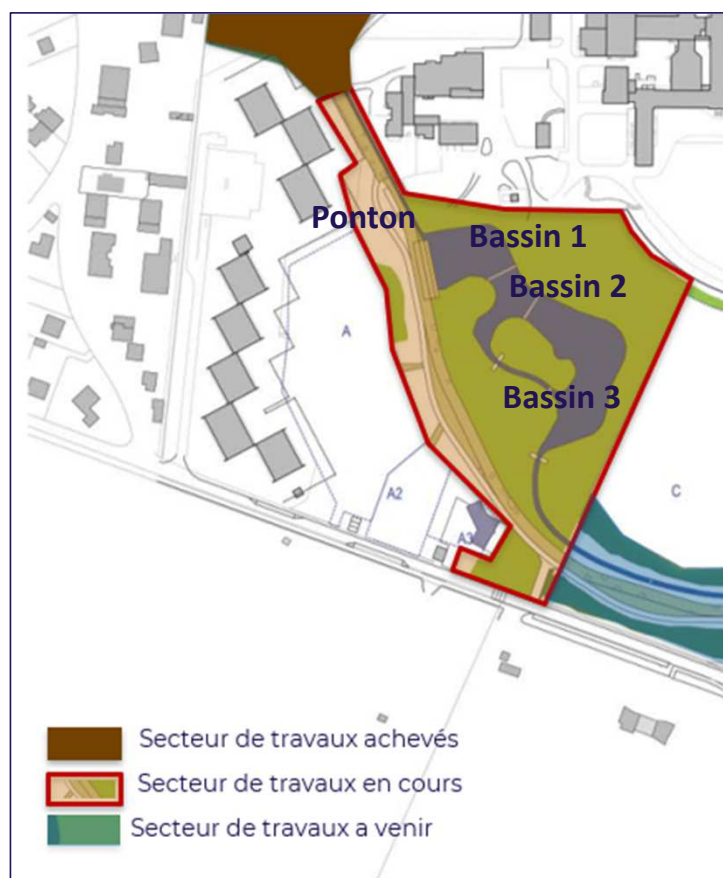 Ponton
Bassin 1
Bassin 2
A
Bassin 3
A2
C
A3
Secteur de travaux achevés
Secteur de travaux en cours
Secteur de travaux a venir